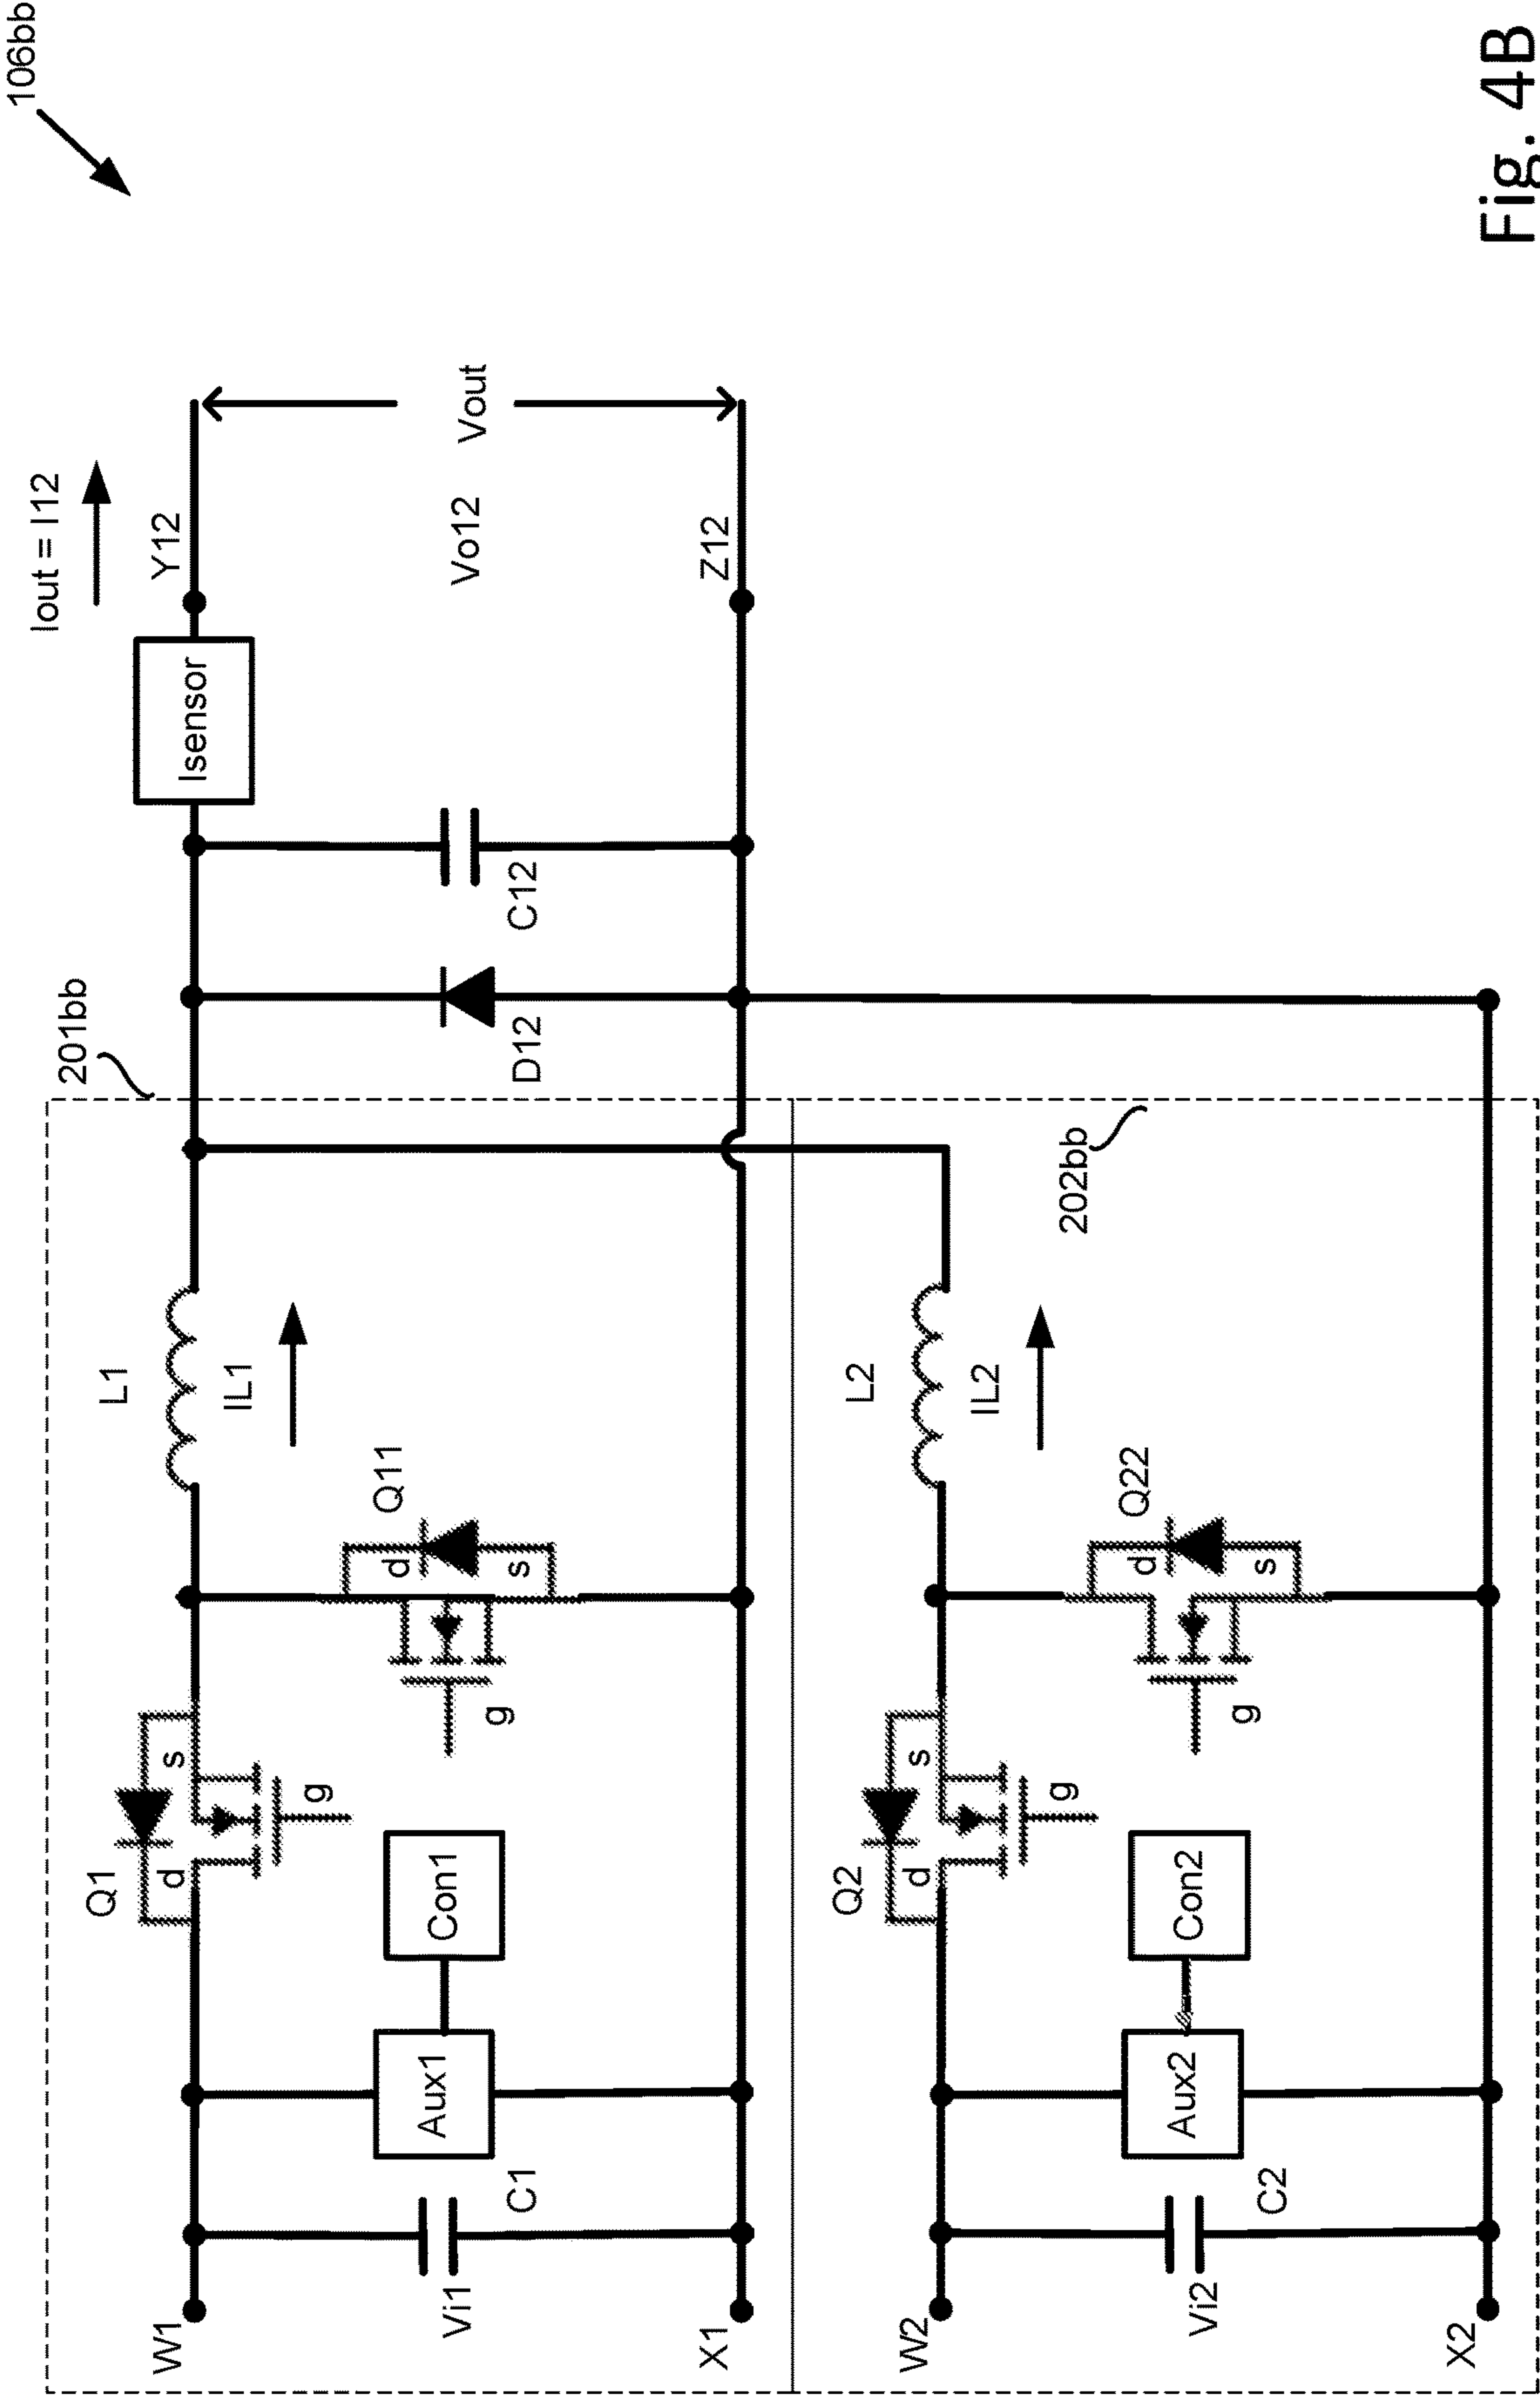 106bb
Iout = I12
Y12
Isensor
Vo12
Vout
Z12
C12
D12
201bb
202bb
L1
IL1
Q11
d
s
g
Q1
d
s
g
Con1
Aux1
C1
Vi1
W1
X1
L2
IL2
Q22
d
s
g
Q2
d
s
g
Con2
Aux2
C2
Vi2
W2
X2
Fig. 4B